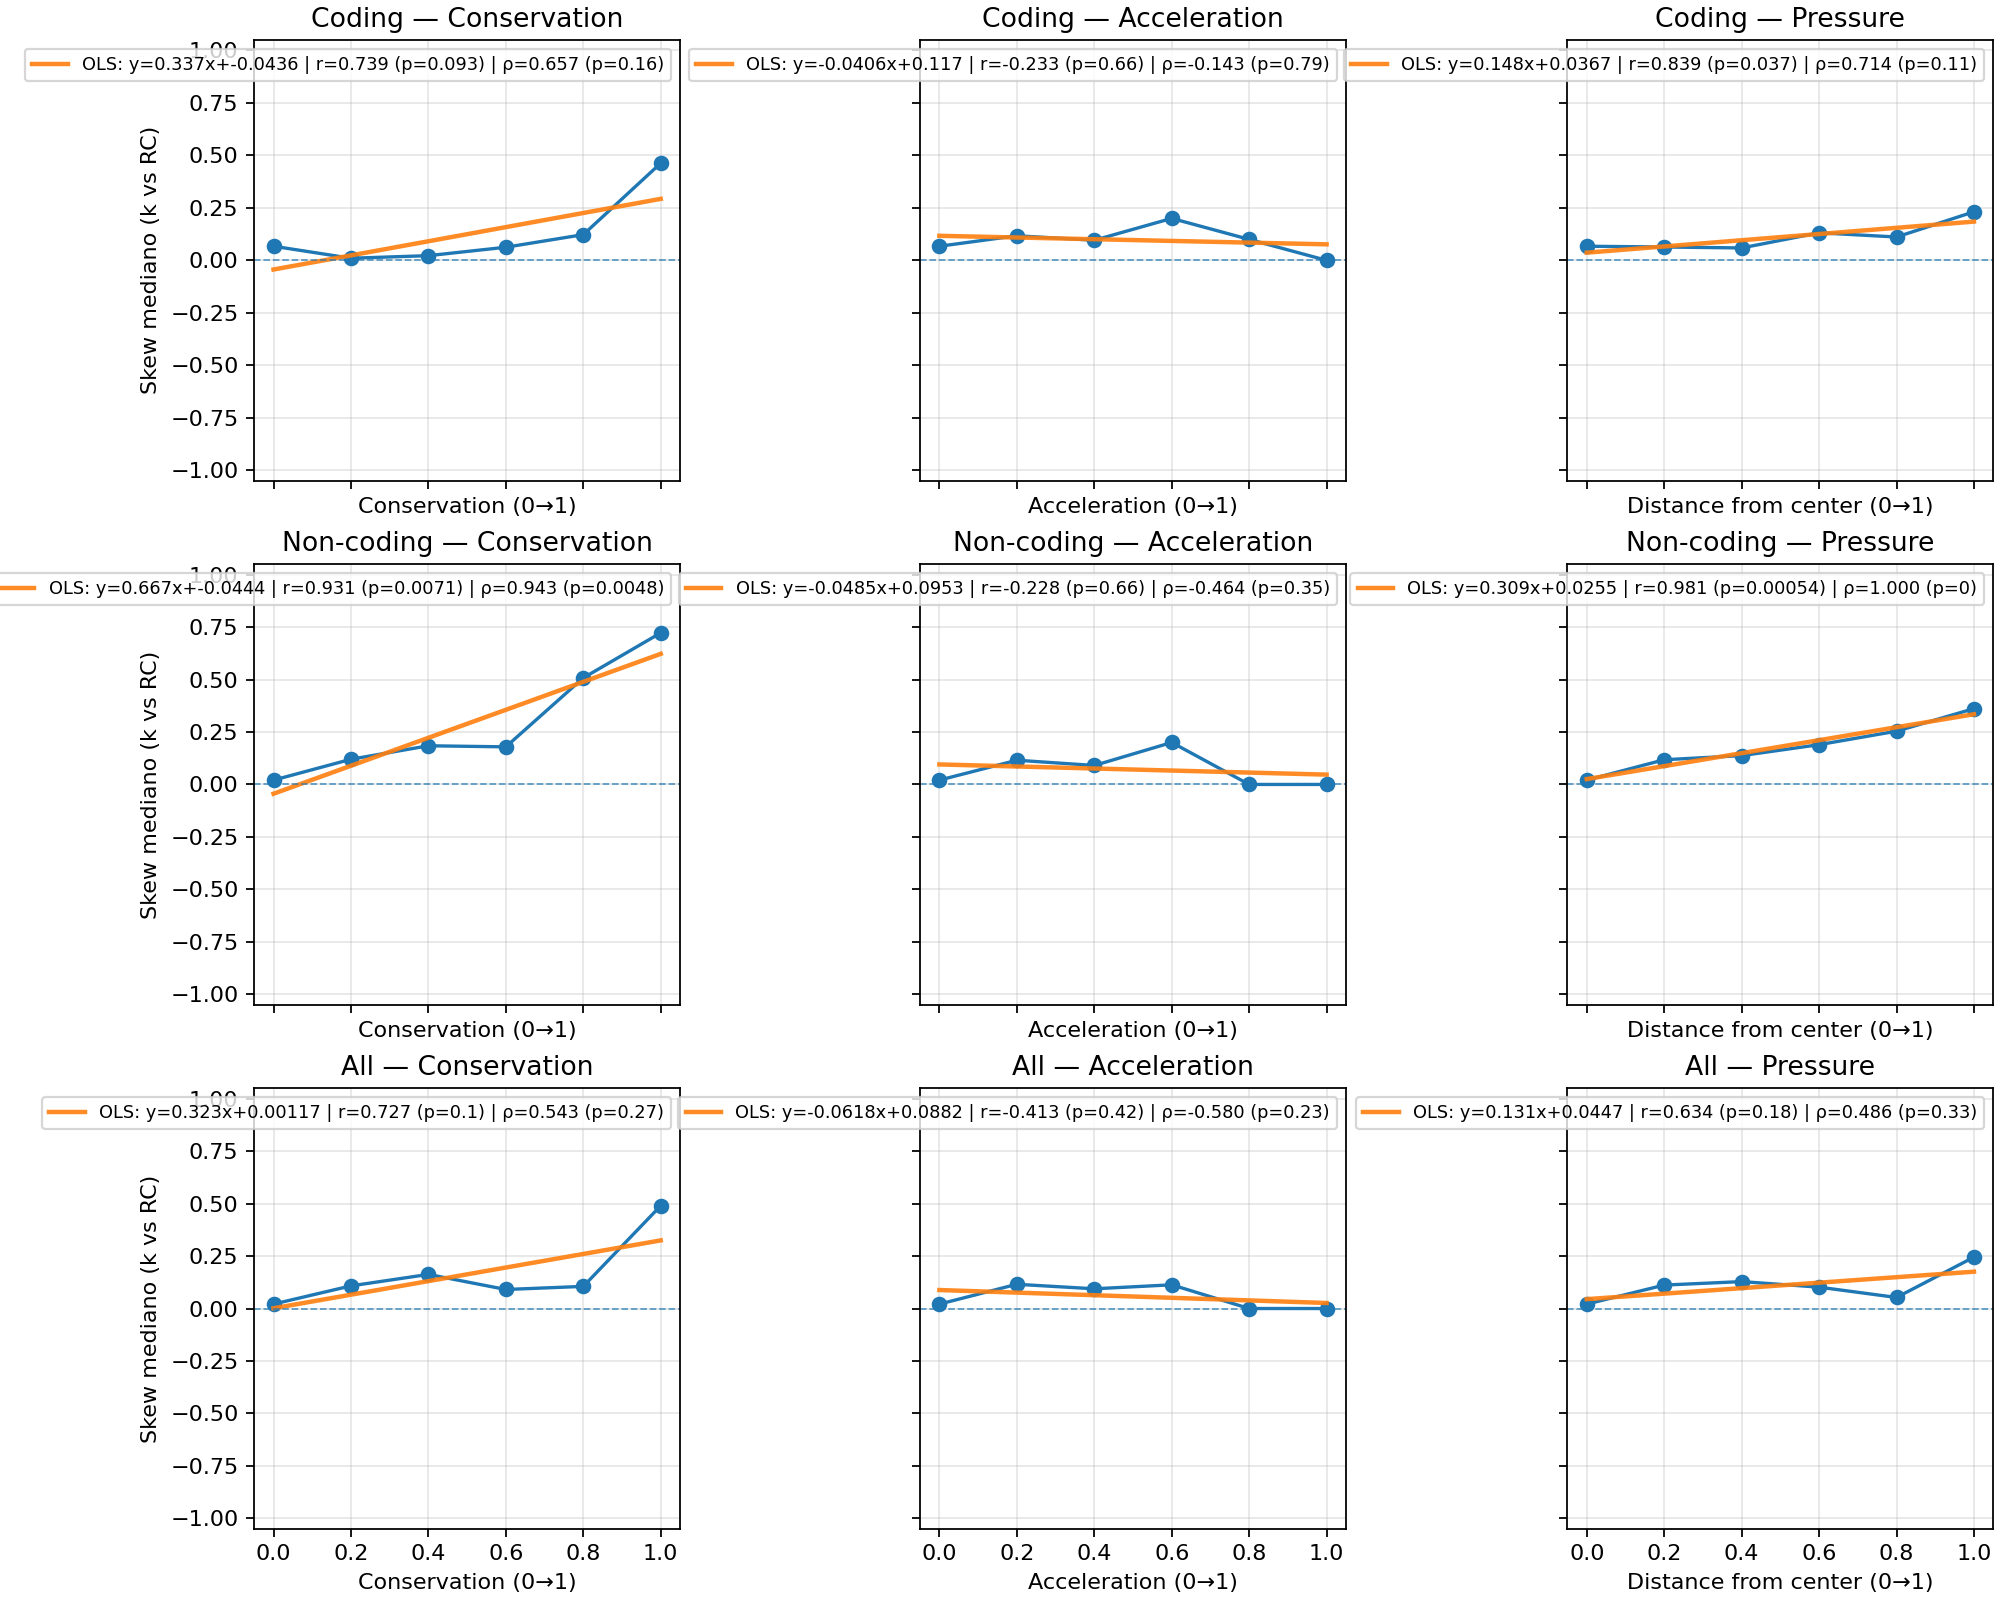 Coding — Conservation
Coding — Acceleration
Coding — Pressure
1.00
OLS: y=0.337x+-0.0436 | r=0.739 (p=0.093) | ρ=0.657 (p=0.16)
OLS: y=-0.0406x+0.117 | r=-0.233 (p=0.66) | ρ=-0.143 (p=0.79)
OLS: y=0.148x+0.0367 | r=0.839 (p=0.037) | ρ=0.714 (p=0.11)
0.75
0.50
0.25
0.00
−0.25
−0.50
−0.75
−1.00
Skew mediano (k vs RC)
Conservation (0→1)
Acceleration (0→1)
Distance from center (0→1)
Non-coding — Conservation
Non-coding — Acceleration
Non-coding — Pressure
1.00
OLS: y=0.667x+-0.0444 | r=0.931 (p=0.0071) | ρ=0.943 (p=0.0048)
OLS: y=-0.0485x+0.0953 | r=-0.228 (p=0.66) | ρ=-0.464 (p=0.35)
OLS: y=0.309x+0.0255 | r=0.981 (p=0.00054) | ρ=1.000 (p=0)
0.75
0.50
0.25
0.00
−0.25
−0.50
−0.75
−1.00
Skew mediano (k vs RC)
Conservation (0→1)
Acceleration (0→1)
Distance from center (0→1)
All — Conservation
All — Acceleration
All — Pressure
1.00
OLS: y=0.323x+0.00117 | r=0.727 (p=0.1) | ρ=0.543 (p=0.27)
OLS: y=-0.0618x+0.0882 | r=-0.413 (p=0.42) | ρ=-0.580 (p=0.23)
OLS: y=0.131x+0.0447 | r=0.634 (p=0.18) | ρ=0.486 (p=0.33)
0.75
0.50
0.25
0.00
−0.25
−0.50
−0.75
−1.00
Skew mediano (k vs RC)
0.0 0.2 0.4 0.6 0.8 1.0
0.0 0.2 0.4 0.6 0.8 1.0
0.0 0.2 0.4 0.6 0.8 1.0
Conservation (0→1)
Acceleration (0→1)
Distance from center (0→1)